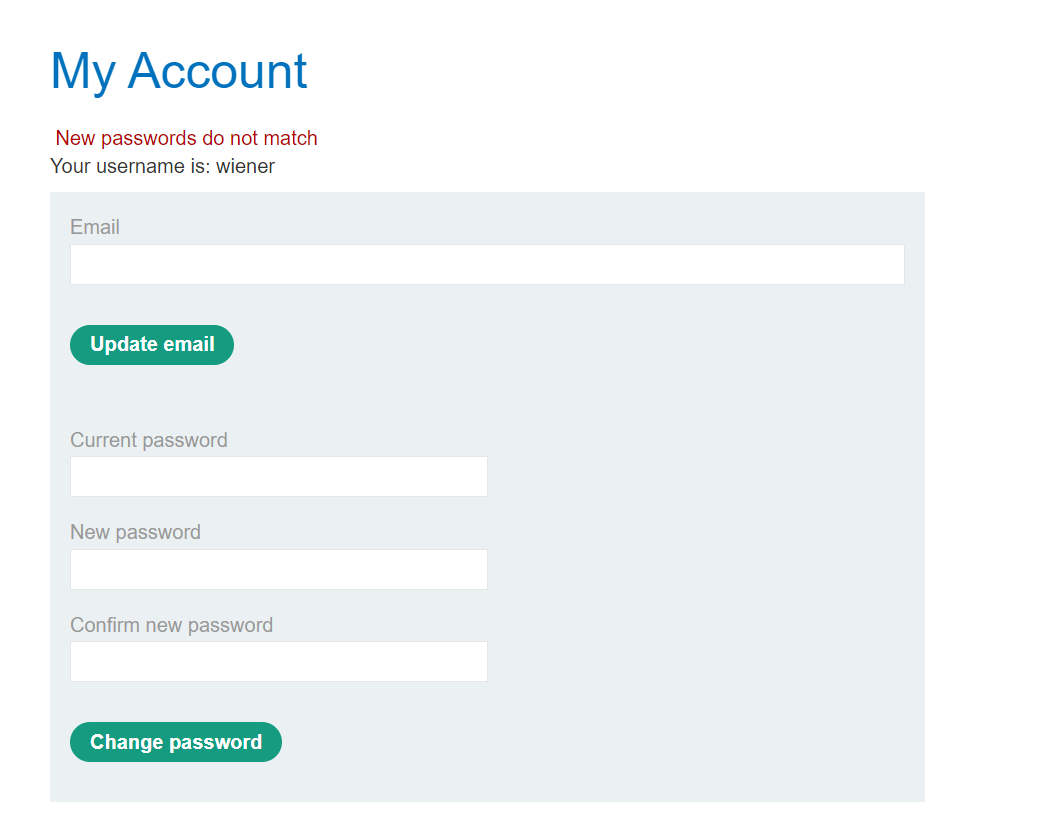 My Account
New passwords do not match
Your username is: wiener
Email
Update email
Current password
New password
Confirm new password
Change password